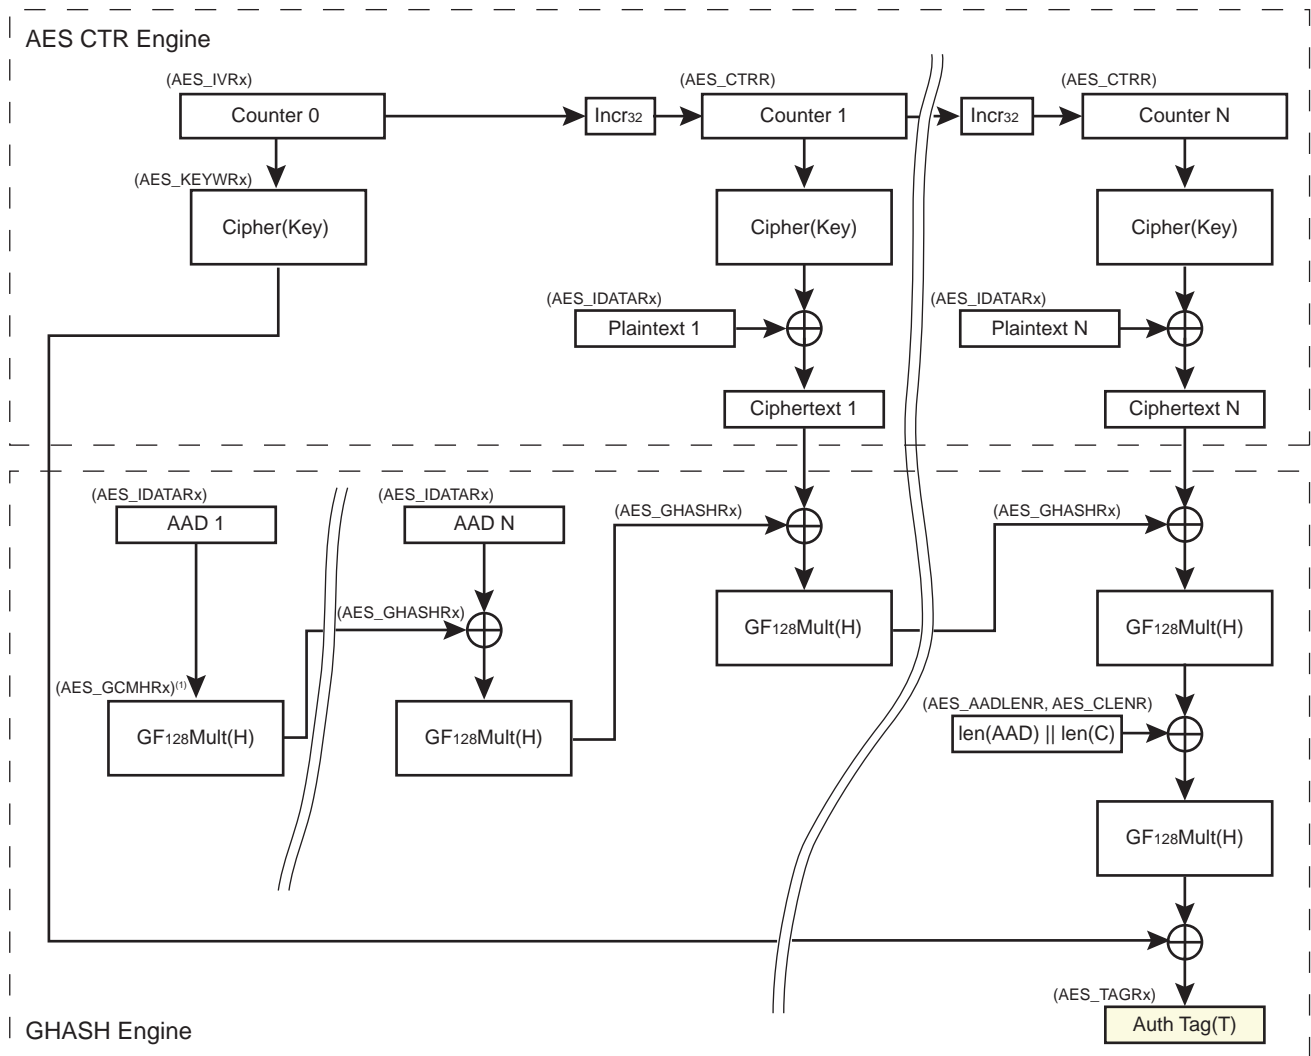 AES CTR Engine
(AES_IVRx)
Counter 0
Incr32
(AES_CTRR)
Counter 1
Incr32
(AES_CTRR)
Counter N
(AES_KEYWRx)
Cipher(Key)
Cipher(Key)
Cipher(Key)
(AES_IDATARx)
Plaintext 1
(AES_IDATARx)
Plaintext N
Ciphertext 1
Ciphertext N
(AES_IDATARx)
AAD 1
(AES_IDATARx)
AAD N
(AES_GHASHRx)
(AES_GHASHRx)
(AES_GHASHRx)
GF128Mult(H)
GF128Mult(H)
(AES_GCMHRx)(1)
GF128Mult(H)
GF128Mult(H)
(AES_AADLENR, AES_CLENR)
len(AAD) || len(C)
GF128Mult(H)
(AES_TAGRx)
Auth Tag(T)
GHASH Engine